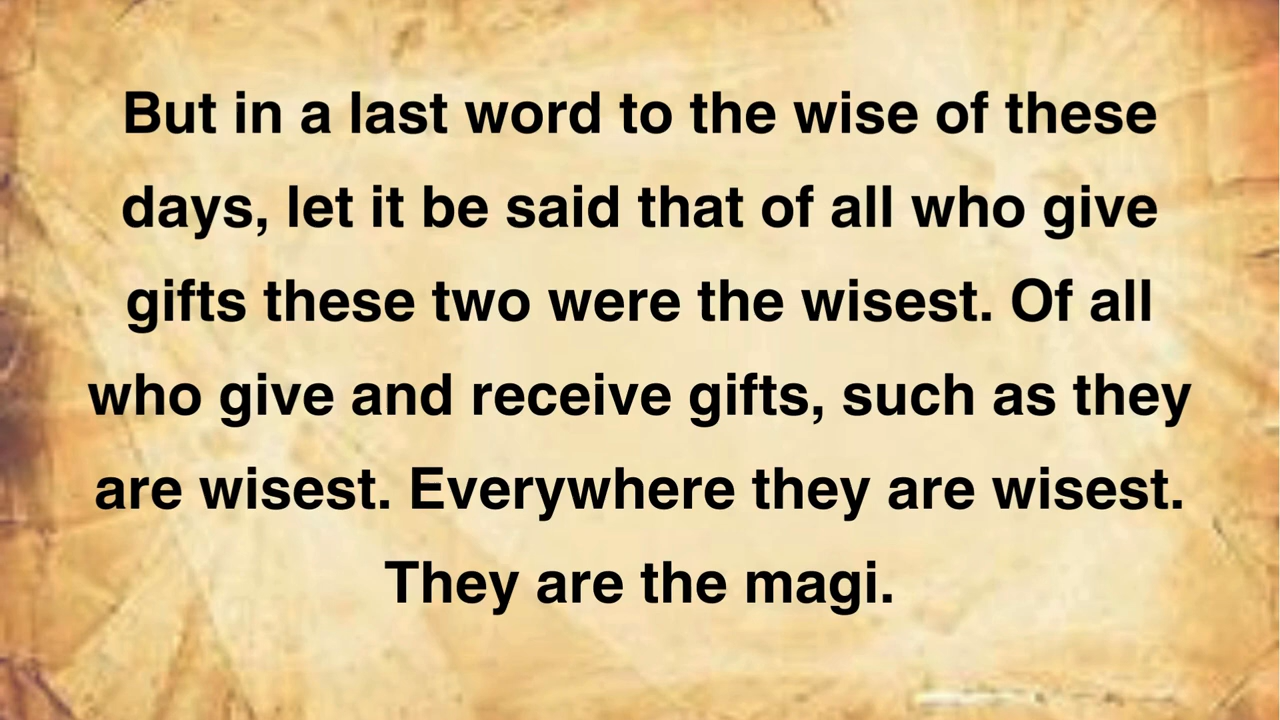 But in a last word to the wise of these
days, let it be said that of all who give
gifts these two were the wisest. Of all
who give and receive gifts, such as they
are wisest. Everywhere they are wisest.
They are the magi.